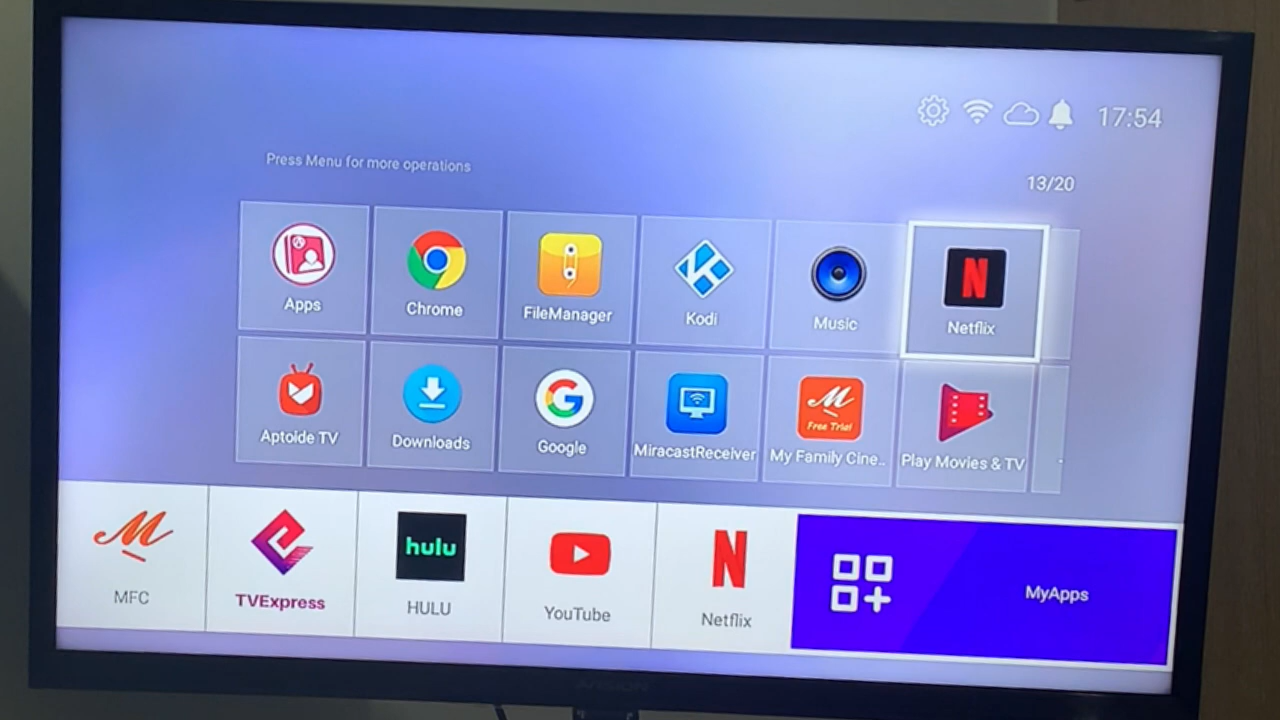 17:54
Press Menu for more operations
13/20
Apps
Chrome
FileManager
Kodi
Music
Netflix
Aptoide TV
Downloads
Google
MiracastReceiver
Free Trial
My Family Cine..
Play Movies & TV
MFC
TVExpress
hulu
HULU
YouTube
Netflix
MyApps